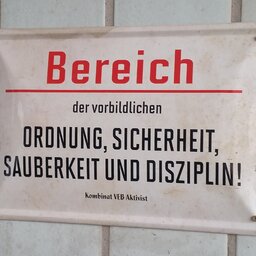 Bereich
der vorbildlichen
ORDNUNG, SICHERHEIT,
SAUBERKEIT UND DISZIPLIN!
Kombinat VEB Aktivist